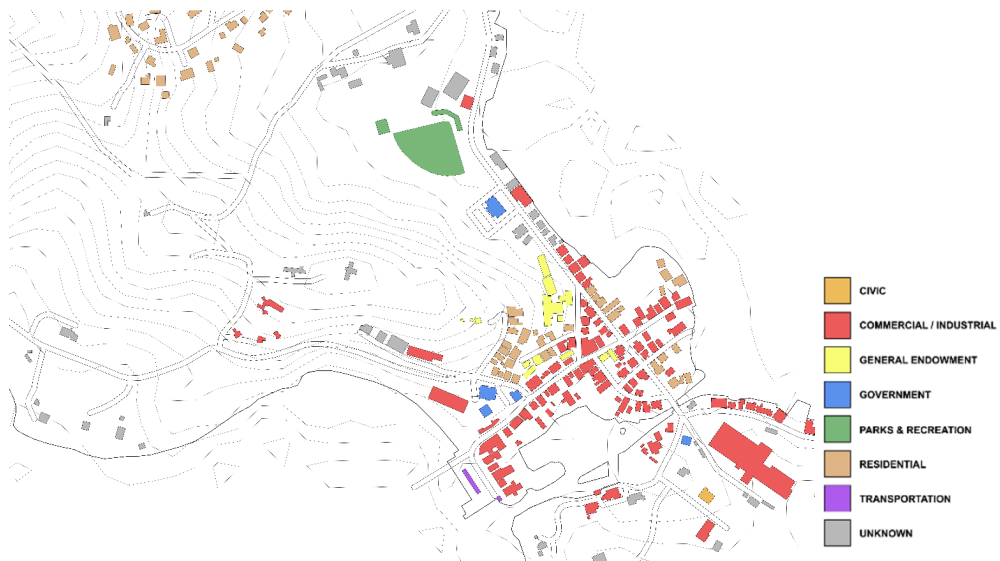 CIVIC
COMMERCIAL / INDUSTRIAL
GENERAL ENDOWMENT
GOVERNMENT
PARKS & RECREATION
RESIDENTIAL
TRANSPORTATION
UNKNOWN